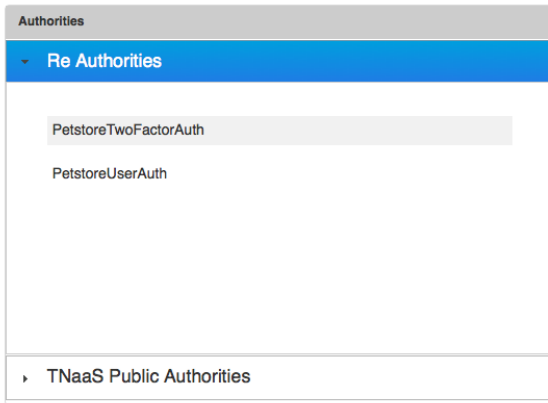 Authorities
Re Authorities
PetstoreTwoFactorAuth
PetstoreUserAuth
TNaaS Public Authorities